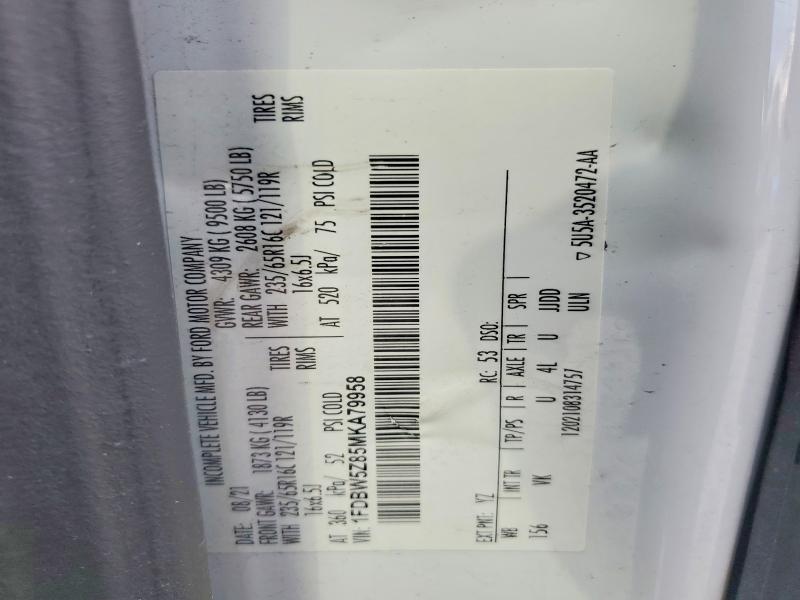 INCOMPLETE VEHICLE MFD. BY FORD MOTOR COMPANY
DATE: 08/21 GVWR: 4309 KG ( 9500 LB)
FRONT GAWR: 1873 KG ( 4130 LB) REAR GAWR: 2608 KG ( 5750 LB)
WITH 235/65R16C 121/119R TIRES WITH 235/65R16C 121/119R TIRES
16x6.5J RIMS 16x6.5J RIMS
AT 360 kPa/ 52 PSI COLD AT 520 kPa/ 75 PSI COLD
VIN: 1FDBW5Z85MKA79958
EXT PNT: YZ RC: 53 DSO:
WB INT TR TP/PS R AXLE TR SPR
156 VK U 4L U JJDD
1202108314757 ULN
▽ 5U5A-3520472-AA